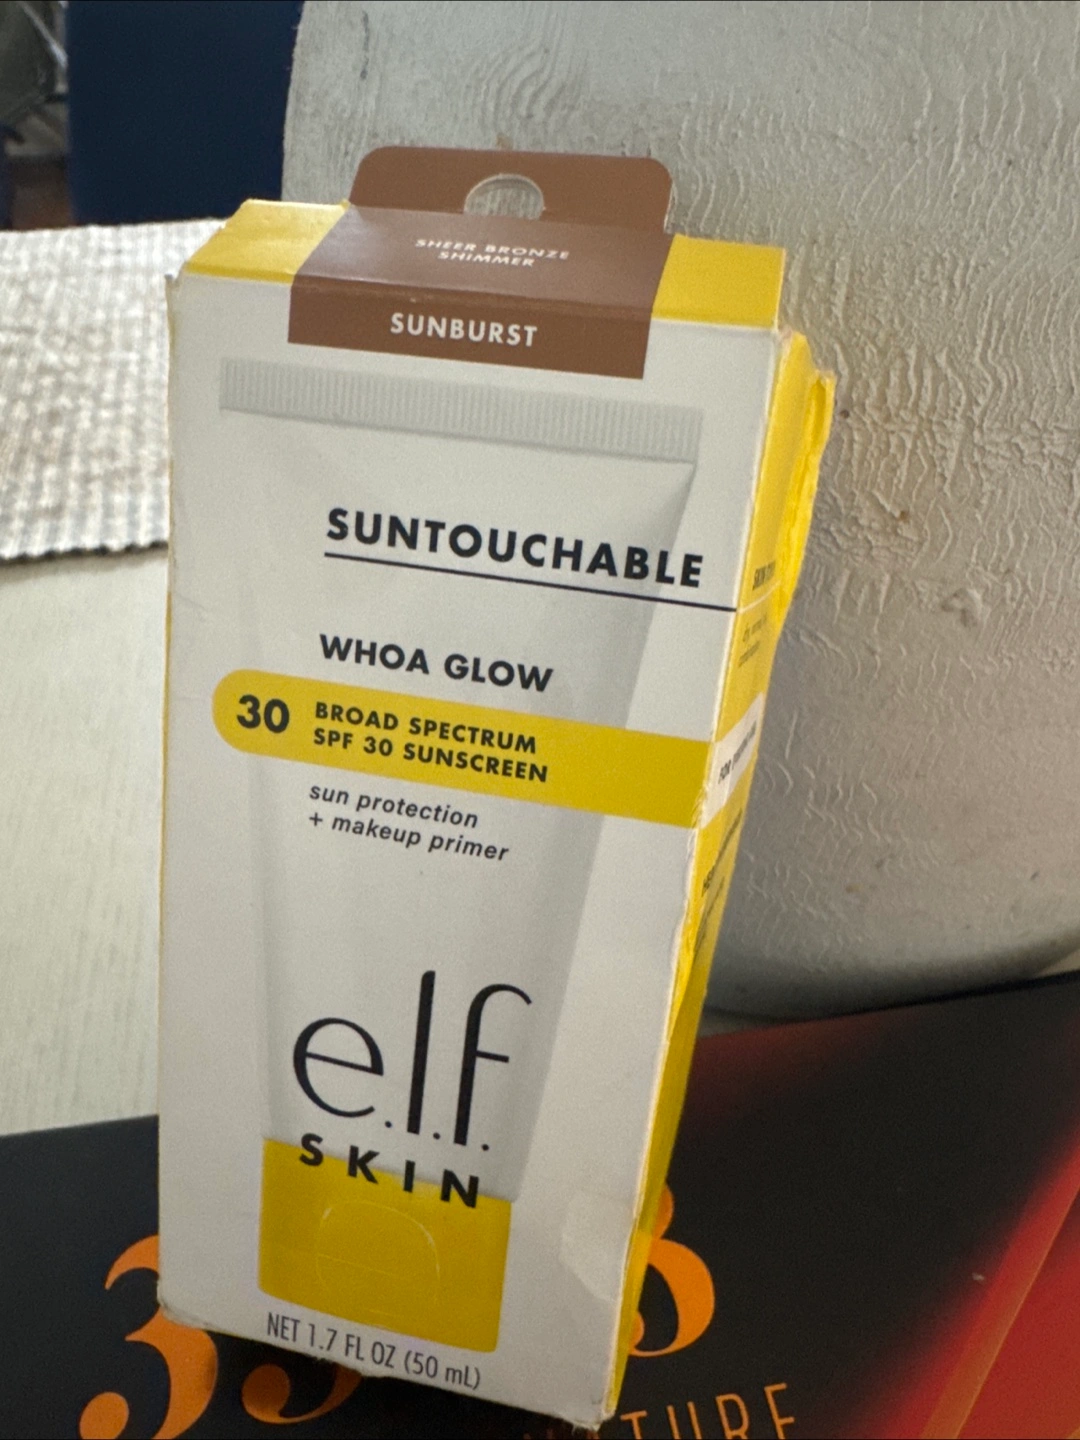 SHEER BRONZE
SHIMMER
SUNBURST
SUNTOUCHABLE
WHOA GLOW
30
BROAD SPECTRUM
SPF 30 SUNSCREEN
sun protection
+ makeup primer
e.l.f.
SKIN
NET 1.7 FL OZ (50 mL)